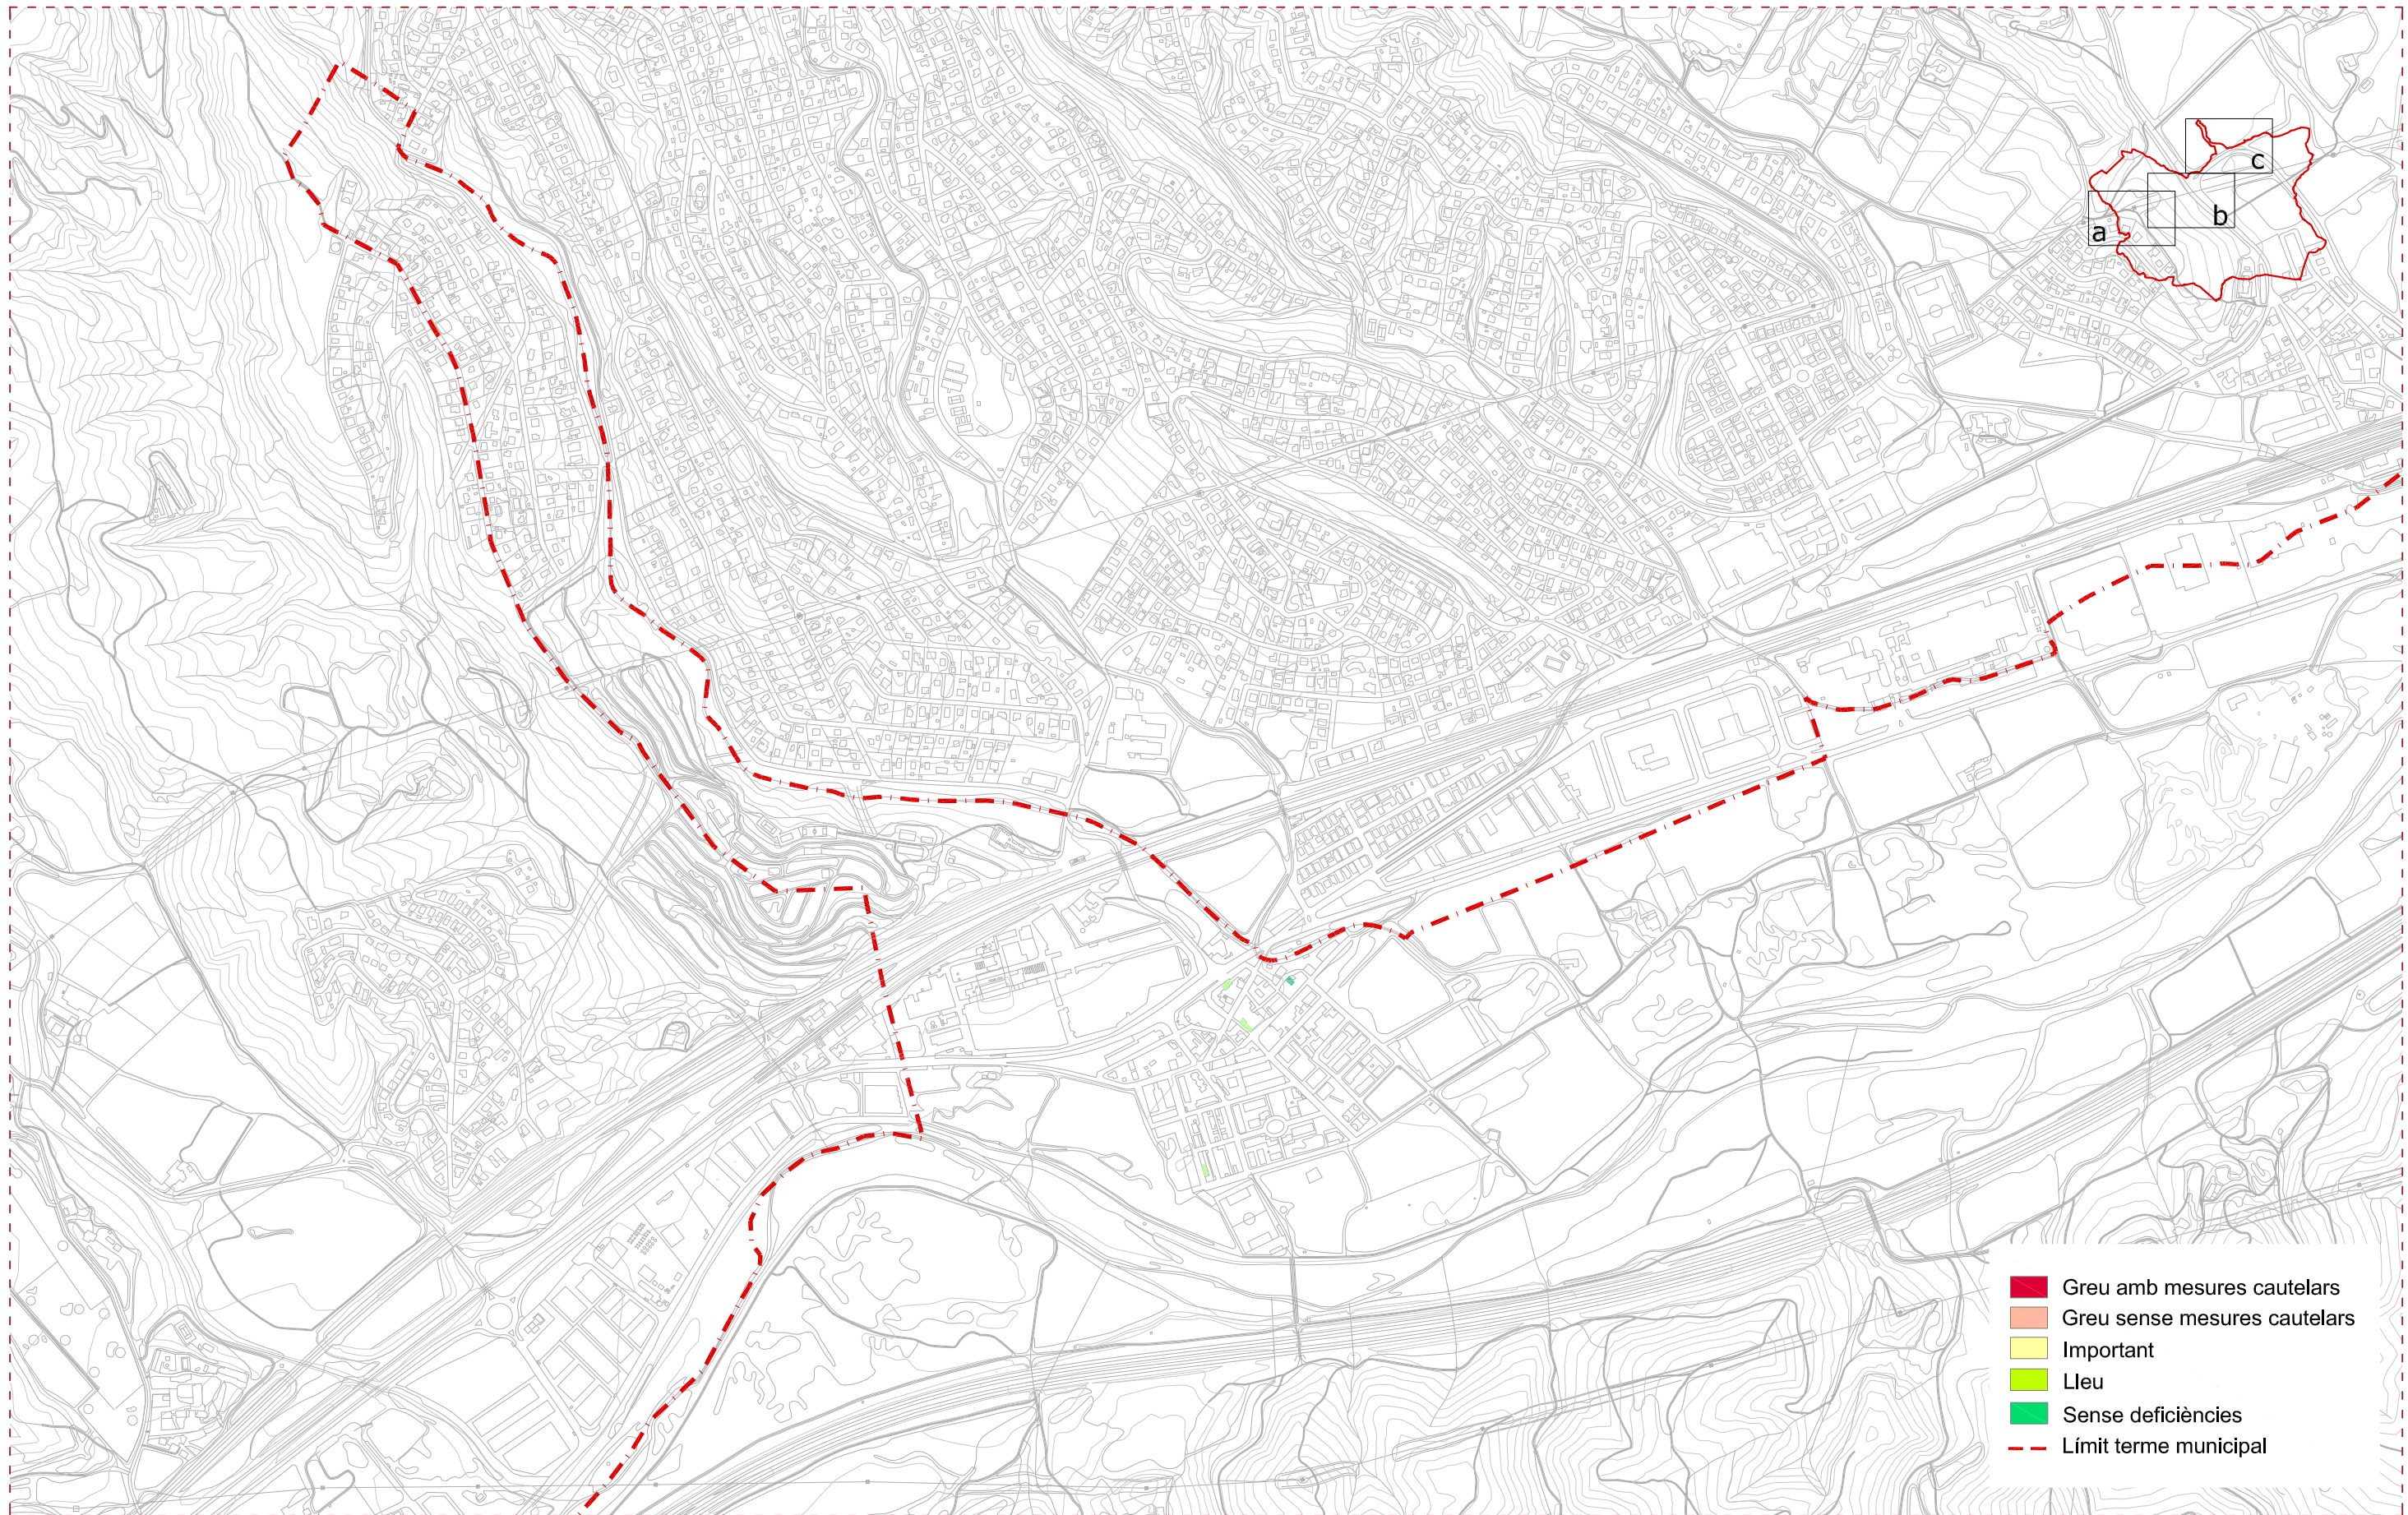 c
b
a
Greu amb mesures cautelars
Greu sense mesures cautelars
Important
Lleu
Sense deficiències
Límit terme municipal